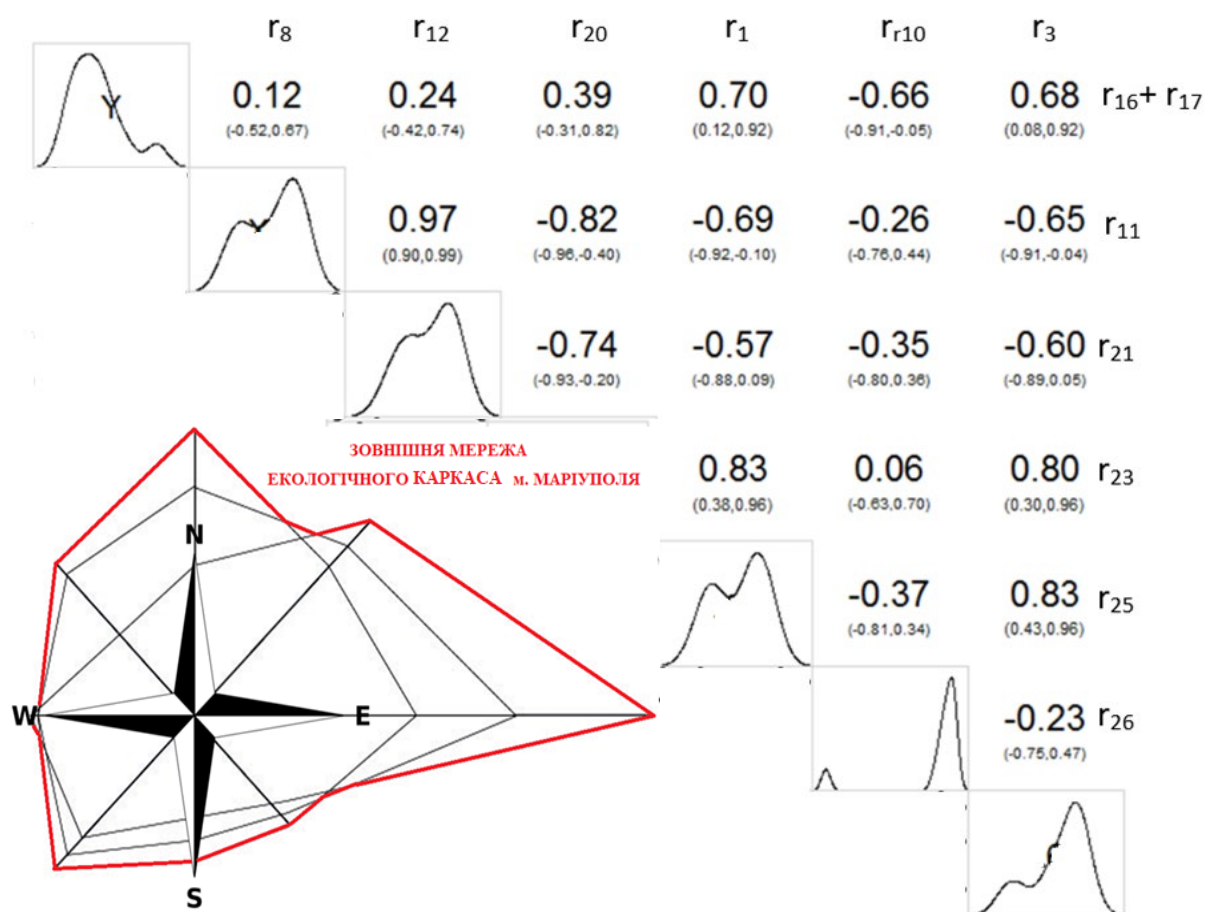 r₈ r₁₂ r₂₀ r₁ rᵣ₁₀ r₃
Y 0.12 0.24 0.39 0.70 -0.66 0.68 r₁₆+ r₁₇
(-0.52,0.67) (-0.42,0.74) (-0.31,0.82) (0.12,0.92) (-0.91,-0.05) (0.08,0.92)
0.97 -0.82 -0.69 -0.26 -0.65 r₁₁
(0.90,0.99) (-0.96,-0.40) (-0.92,-0.10) (-0.76,0.44) (-0.91,-0.04)
-0.74 -0.57 -0.35 -0.60 r₂₁
(-0.93,-0.20) (-0.88,0.09) (-0.80,0.36) (-0.89,0.05)
ЗОВНІШНЯ МЕРЕЖА
ЕКОЛОГІЧНОГО КАРКАСА м. МАРІУПОЛЯ
0.83 0.06 0.80 r₂₃
(0.38,0.96) (-0.63,0.70) (0.30,0.96)
N
-0.37 0.83 r₂₅
(-0.81,0.34) (0.43,0.96)
W E
-0.23 r₂₆
(-0.75,0.47)
S